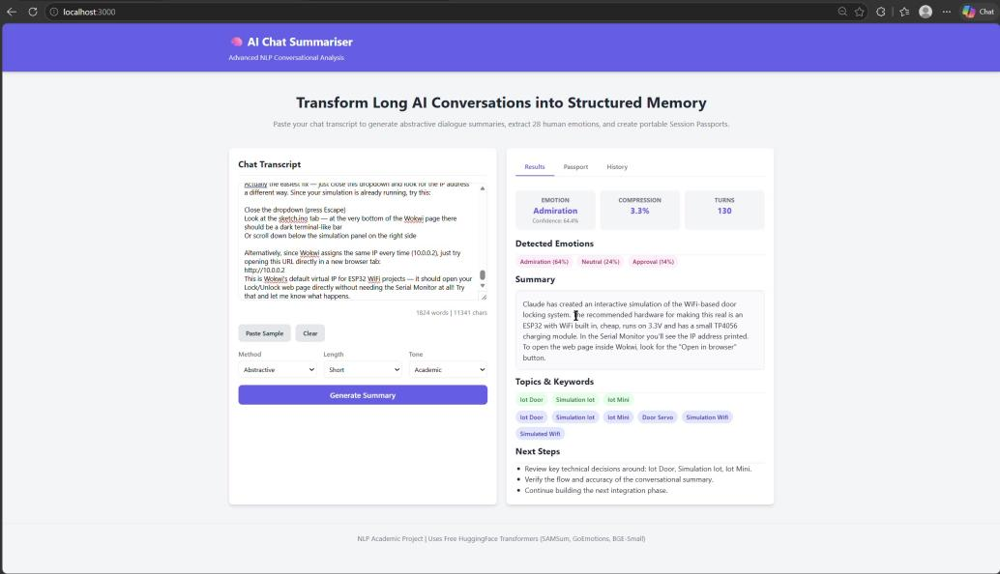 localhost:3000
Chat
AI Chat Summariser
Advanced NLP Conversational Analysis
Transform Long AI Conversations into Structured Memory
Paste your chat transcript to generate abstractive dialogue summaries, extract 28 human emotions, and create portable Session Passports.
Chat Transcript
Actually the easiest fix — just close this dropdown and look for the IP address
a different way. Since your simulation is already running, try this:
Close the dropdown (press Escape)
Look at the sketch.ino tab — at the very bottom of the Wokwi page there
should be a dark terminal-like bar
Or scroll down below the simulation panel on the right side
Alternatively, since Wokwi assigns the same IP every time (10.0.0.2), just try
opening this URL directly in a new browser tab:
http://10.0.0.2
This is Wokwi's default virtual IP for ESP32 WiFi projects — it should open your
Lock/Unlock web page directly without needing the Serial Monitor at all! Try
that and let me know what happens.
1824 words | 11341 chars
Paste Sample
Clear
Method
Length
Tone
Abstractive
Short
Academic
Generate Summary
Results
Passport
History
EMOTION
Admiration
Confidence: 64.4%
COMPRESSION
3.3%
TURNS
130
Detected Emotions
Admiration (64%)
Neutral (24%)
Approval (14%)
Summary
Claude has created an interactive simulation of the WiFi-based door
locking system. The recommended hardware for making this real is an
ESP32 with WiFi built in, cheap, runs on 3.3V and has a small TP4056
charging module. In the Serial Monitor you'll see the IP address printed.
To open the web page inside Wokwi, look for the "Open in browser"
button.
Topics & Keywords
Iot Door
Simulation Iot
Iot Mini
Iot Door
Simulation Iot
Iot Mini
Door Servo
Simulation Wifi
Simulated Wifi
Next Steps
Review key technical decisions around: Iot Door, Simulation Iot, Iot Mini.
Verify the flow and accuracy of the conversational summary.
Continue building the next integration phase.
NLP Academic Project | Uses Free HuggingFace Transformers (SAMSum, GoEmotions, BGE-Small)